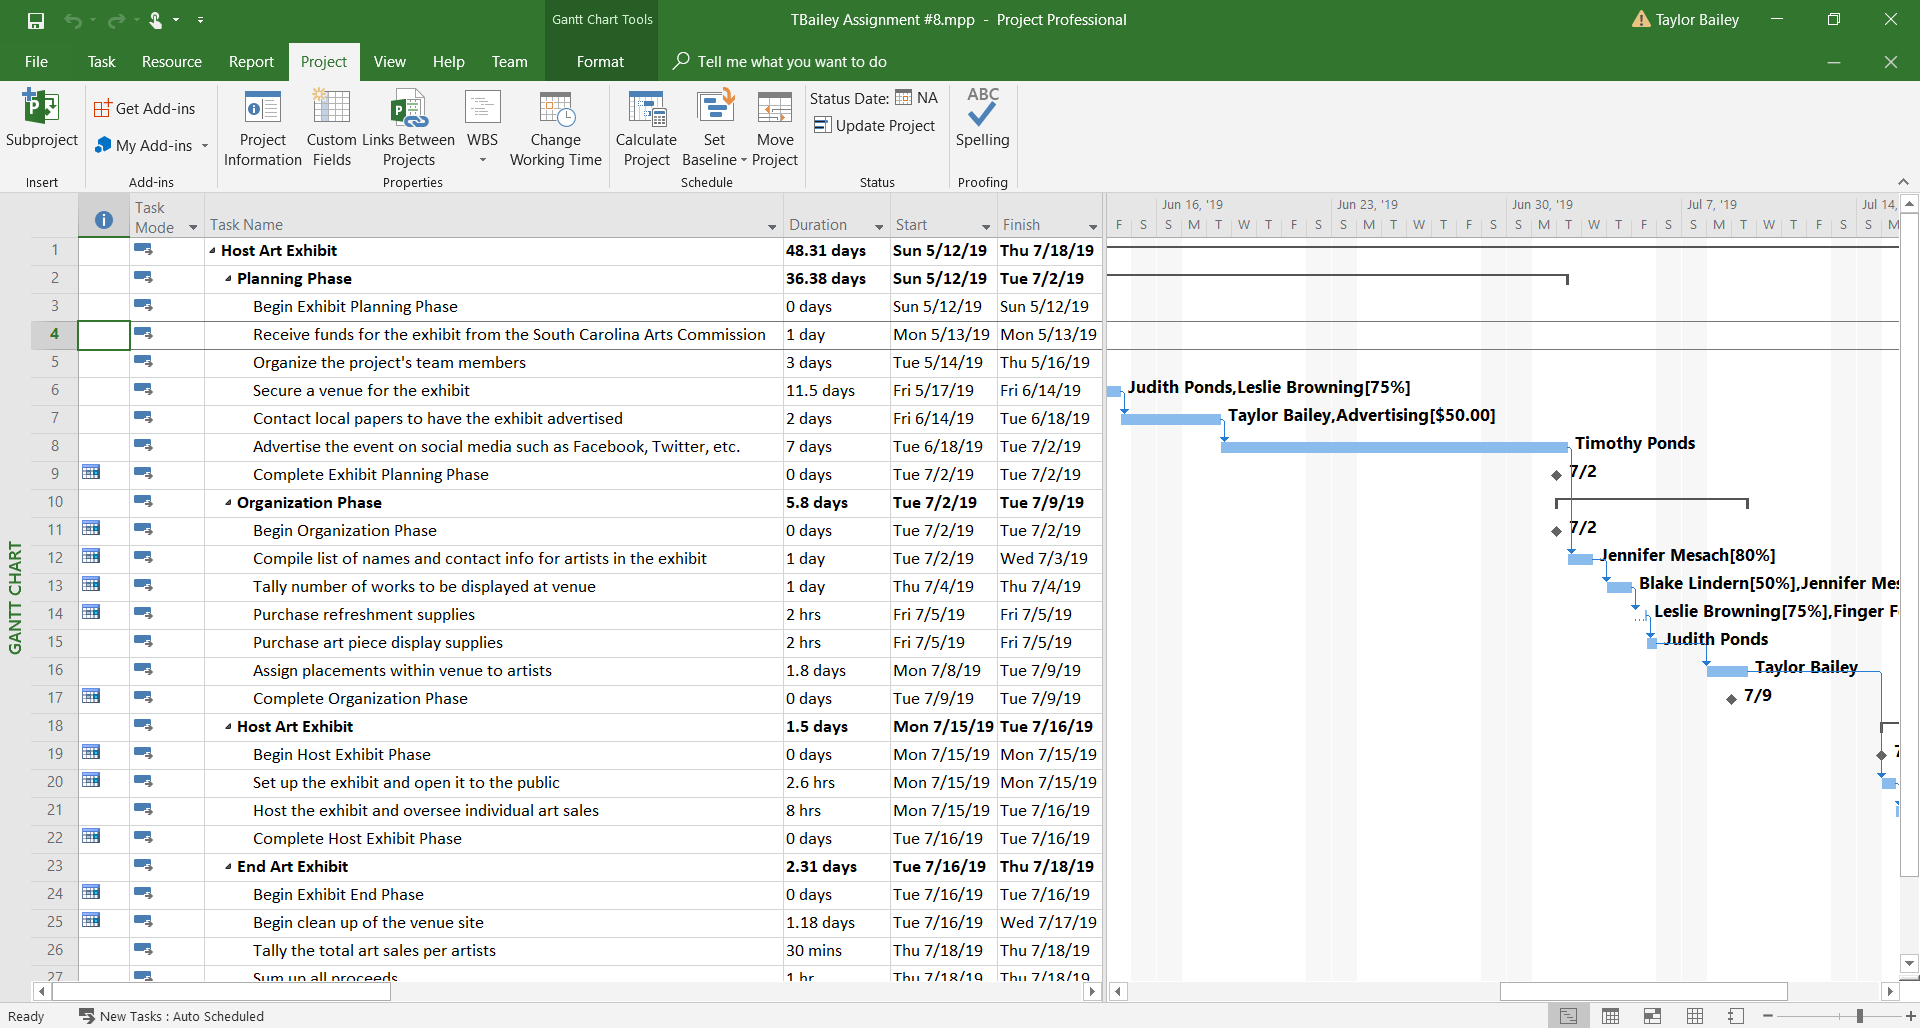 Gantt Chart Tools
TBailey Assignment #8.mpp - Project Professional
Taylor Bailey
File Task Resource Report Project View Help Team Format Tell me what you want to do
Subproject
Get Add-ins
My Add-ins
Project Information
Custom Fields
Links Between Projects
WBS
Change Working Time
Calculate Project
Set Baseline
Move Project
Status Date: NA
Update Project
ABC
Spelling
Insert Add-ins Properties Schedule Status Proofing
Task Mode Task Name Duration Start Finish
Jun 16, '19 Jun 23, '19 Jun 30, '19 Jul 7, '19 Jul 14,
F S S M T W T F S S M T W T F S S M T W T F S S M T W T F S S M
1 Host Art Exhibit 48.31 days Sun 5/12/19 Thu 7/18/19
2 Planning Phase 36.38 days Sun 5/12/19 Tue 7/2/19
3 Begin Exhibit Planning Phase 0 days Sun 5/12/19 Sun 5/12/19
4 Receive funds for the exhibit from the South Carolina Arts Commission 1 day Mon 5/13/19 Mon 5/13/19
5 Organize the project's team members 3 days Tue 5/14/19 Thu 5/16/19
6 Secure a venue for the exhibit 11.5 days Fri 5/17/19 Fri 6/14/19 Judith Ponds,Leslie Browning[75%]
7 Contact local papers to have the exhibit advertised 2 days Fri 6/14/19 Tue 6/18/19 Taylor Bailey,Advertising[$50.00]
8 Advertise the event on social media such as Facebook, Twitter, etc. 7 days Tue 6/18/19 Tue 7/2/19 Timothy Ponds
9 Complete Exhibit Planning Phase 0 days Tue 7/2/19 Tue 7/2/19 7/2
10 Organization Phase 5.8 days Tue 7/2/19 Tue 7/9/19
11 Begin Organization Phase 0 days Tue 7/2/19 Tue 7/2/19 7/2
12 Compile list of names and contact info for artists in the exhibit 1 day Tue 7/2/19 Wed 7/3/19 Jennifer Mesach[80%]
13 Tally number of works to be displayed at venue 1 day Thu 7/4/19 Thu 7/4/19 Blake Lindern[50%],Jennifer Mes
14 Purchase refreshment supplies 2 hrs Fri 7/5/19 Fri 7/5/19 Leslie Browning[75%],Finger F
15 Purchase art piece display supplies 2 hrs Fri 7/5/19 Fri 7/5/19 Judith Ponds
16 Assign placements within venue to artists 1.8 days Mon 7/8/19 Tue 7/9/19 Taylor Bailey
17 Complete Organization Phase 0 days Tue 7/9/19 Tue 7/9/19 7/9
18 Host Art Exhibit 1.5 days Mon 7/15/19 Tue 7/16/19
19 Begin Host Exhibit Phase 0 days Mon 7/15/19 Mon 7/15/19 7
20 Set up the exhibit and open it to the public 2.6 hrs Mon 7/15/19 Mon 7/15/19
21 Host the exhibit and oversee individual art sales 8 hrs Mon 7/15/19 Tue 7/16/19
22 Complete Host Exhibit Phase 0 days Tue 7/16/19 Tue 7/16/19
23 End Art Exhibit 2.31 days Tue 7/16/19 Thu 7/18/19
24 Begin Exhibit End Phase 0 days Tue 7/16/19 Tue 7/16/19
25 Begin clean up of the venue site 1.18 days Tue 7/16/19 Wed 7/17/19
26 Tally the total art sales per artists 30 mins Thu 7/18/19 Thu 7/18/19
27 Sum up all proceeds 1 hr Thu 7/18/19 Thu 7/18/19
GANTT CHART
Ready New Tasks : Auto Scheduled